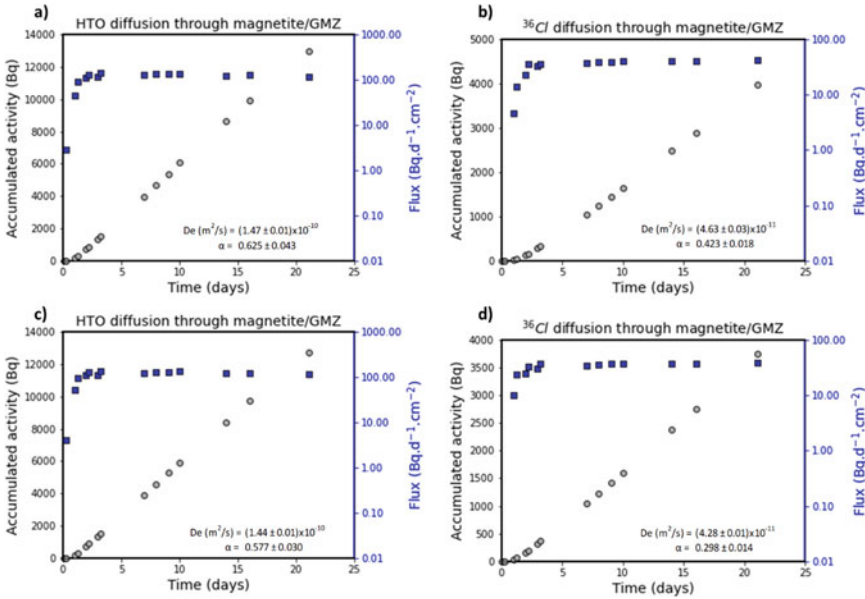 a)
HTO diffusion through magnetite/GMZ
14000
12000
10000
8000
6000
4000
2000
0
Accumulated activity (Bq)
1000.00
100.00
10.00
1.00
0.10
0.01
Flux (Bq.d⁻¹.cm⁻²)
De (m²/s) = (1.47±0.01)x10⁻¹⁰
α = 0.625±0.043
0 5 10 15 20 25
Time (days)
b)
³⁶Cl diffusion through magnetite/GMZ
5000
4000
3000
2000
1000
0
Accumulated activity (Bq)
100.00
10.00
1.00
0.10
0.01
Flux (Bq.d⁻¹.cm⁻²)
De (m²/s) = (4.63±0.03)x10⁻¹¹
α = 0.423±0.018
0 5 10 15 20 25
Time (days)
c)
HTO diffusion through magnetite/GMZ
14000
12000
10000
8000
6000
4000
2000
0
Accumulated activity (Bq)
1000.00
100.00
10.00
1.00
0.10
0.01
Flux (Bq.d⁻¹.cm⁻²)
De (m²/s) = (1.44±0.01)x10⁻¹⁰
α = 0.577±0.030
0 5 10 15 20 25
Time (days)
d)
³⁶Cl diffusion through magnetite/GMZ
4000
3500
3000
2500
2000
1500
1000
500
0
Accumulated activity (Bq)
100.00
10.00
1.00
0.10
0.01
Flux (Bq.d⁻¹.cm⁻²)
De (m²/s) = (4.28±0.01)x10⁻¹¹
α = 0.298±0.014
0 5 10 15 20 25
Time (days)